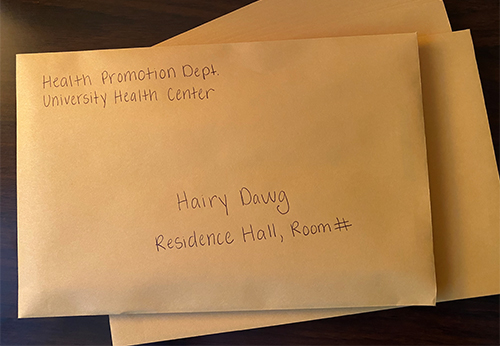 Health Promotion Dept.
University Health Center
Hairy Dawg
Residence Hall, Room#